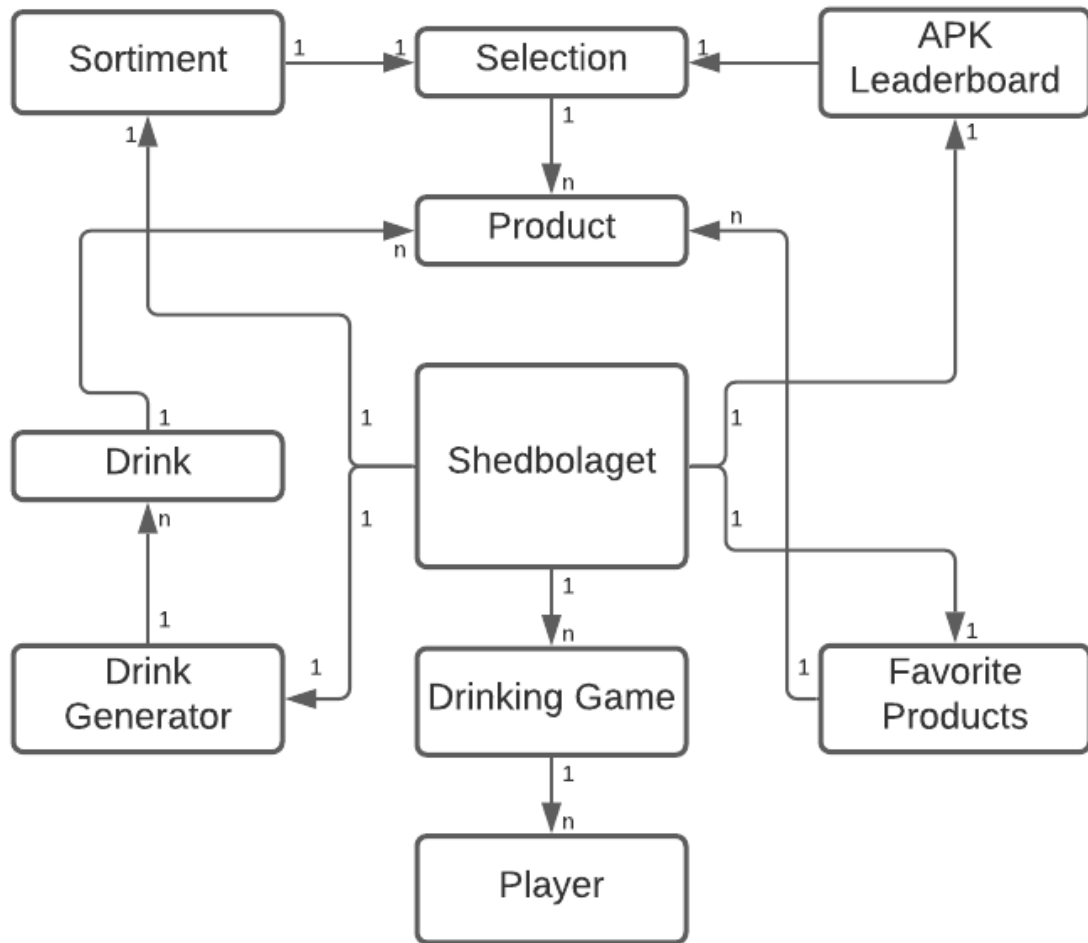 Sortiment
1
1
Selection
1
APK
Leaderboard
1
1
1
n
Product
n
n
1
1
Shedbolaget
1
Drink
n
1
1
1
n
1
1
Drink
Generator
1
Drinking Game
1
Favorite
Products
1
n
Player